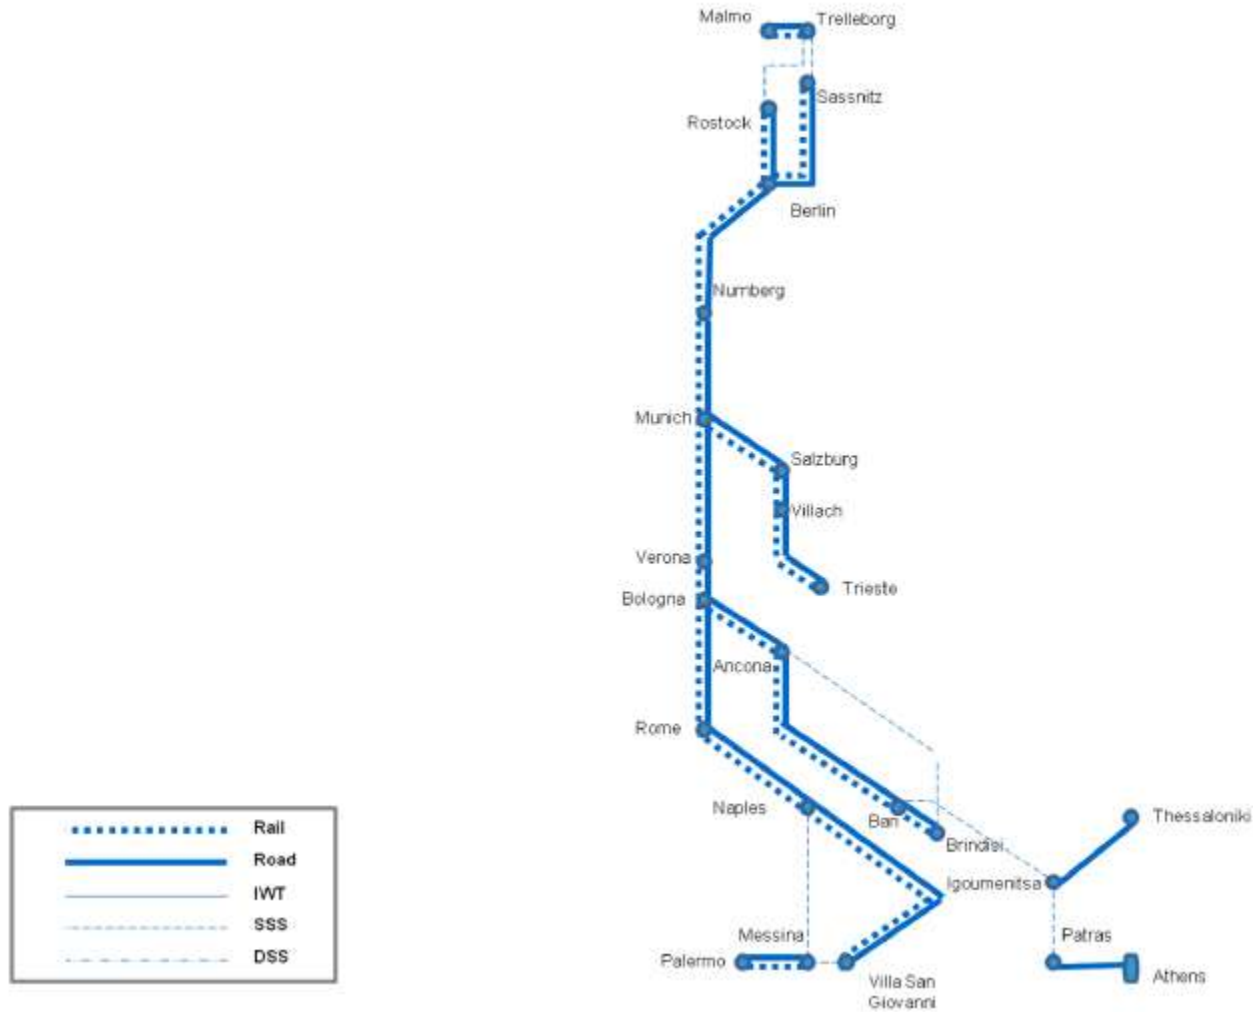 Malmo
Trelleborg
Sassnitz
Rostock
Berlin
Nurnberg
Munich
Salzburg
Villach
Verona
Bologna
Trieste
Ancona
Rome
Naples
Bari
Brindisi
Thessaloniki
Igoumenitsa
Messina
Patras
Palermo
Villa San
Giovanni
Athens
Rail
Road
IWT
SSS
DSS